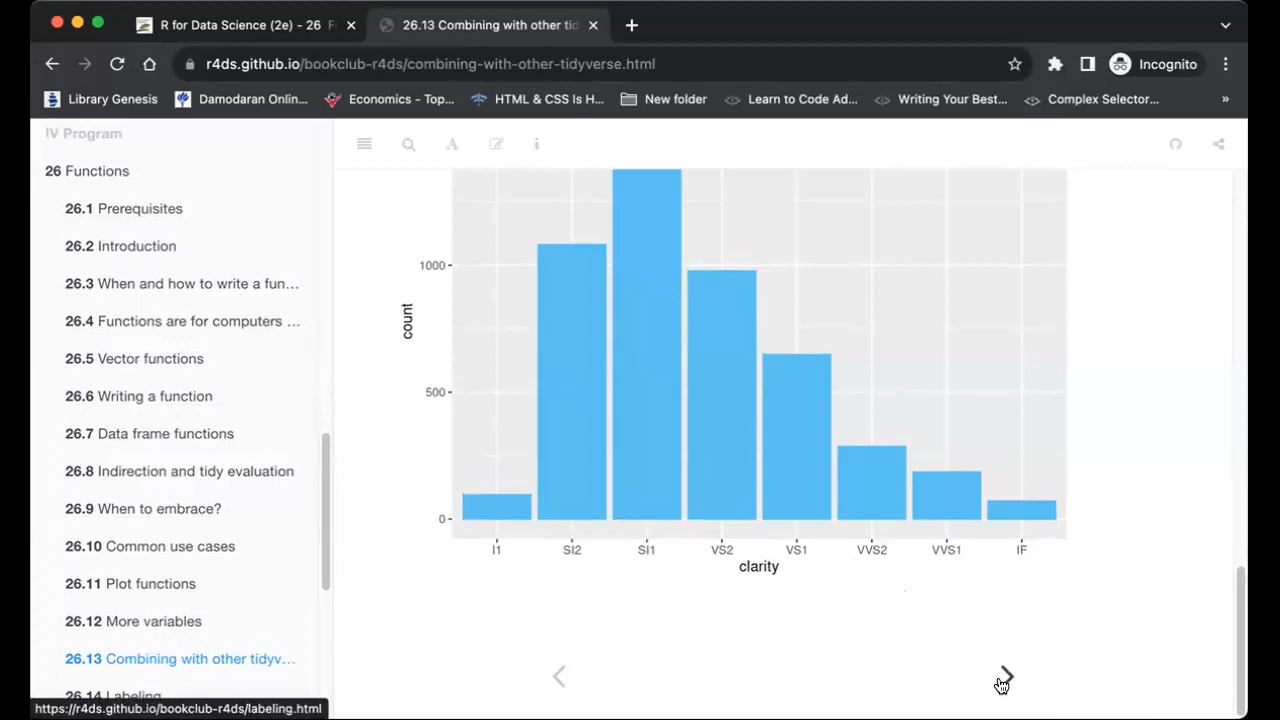 R for Data Science (2e) - 26
26.13 Combining with other tid
r4ds.github.io/bookclub-r4ds/combining-with-other-tidyverse.html
Incognito
Library Genesis
Damodaran Onlin...
Economics - Top...
HTML & CSS Is H...
New folder
Learn to Code Ad...
Writing Your Best...
Complex Selector...
»
IV Program
26 Functions
26.1 Prerequisites
26.2 Introduction
26.3 When and how to write a fun...
26.4 Functions are for computers ...
26.5 Vector functions
26.6 Writing a function
26.7 Data frame functions
26.8 Indirection and tidy evaluation
26.9 When to embrace?
26.10 Common use cases
26.11 Plot functions
26.12 More variables
26.13 Combining with other tidyv...
26.14 Labeling
https://r4ds.github.io/bookclub-r4ds/labeling.html
1000
500
0
count
I1 SI2 SI1 VS2 VS1 VVS2 VVS1 IF
clarity